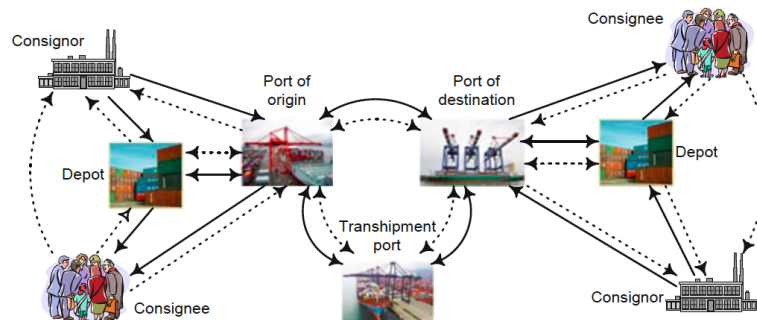 Consignee
Consignor
Port of
origin
Port of
destination
Depot
Depot
Transhipment
port
Consignee
Consignor